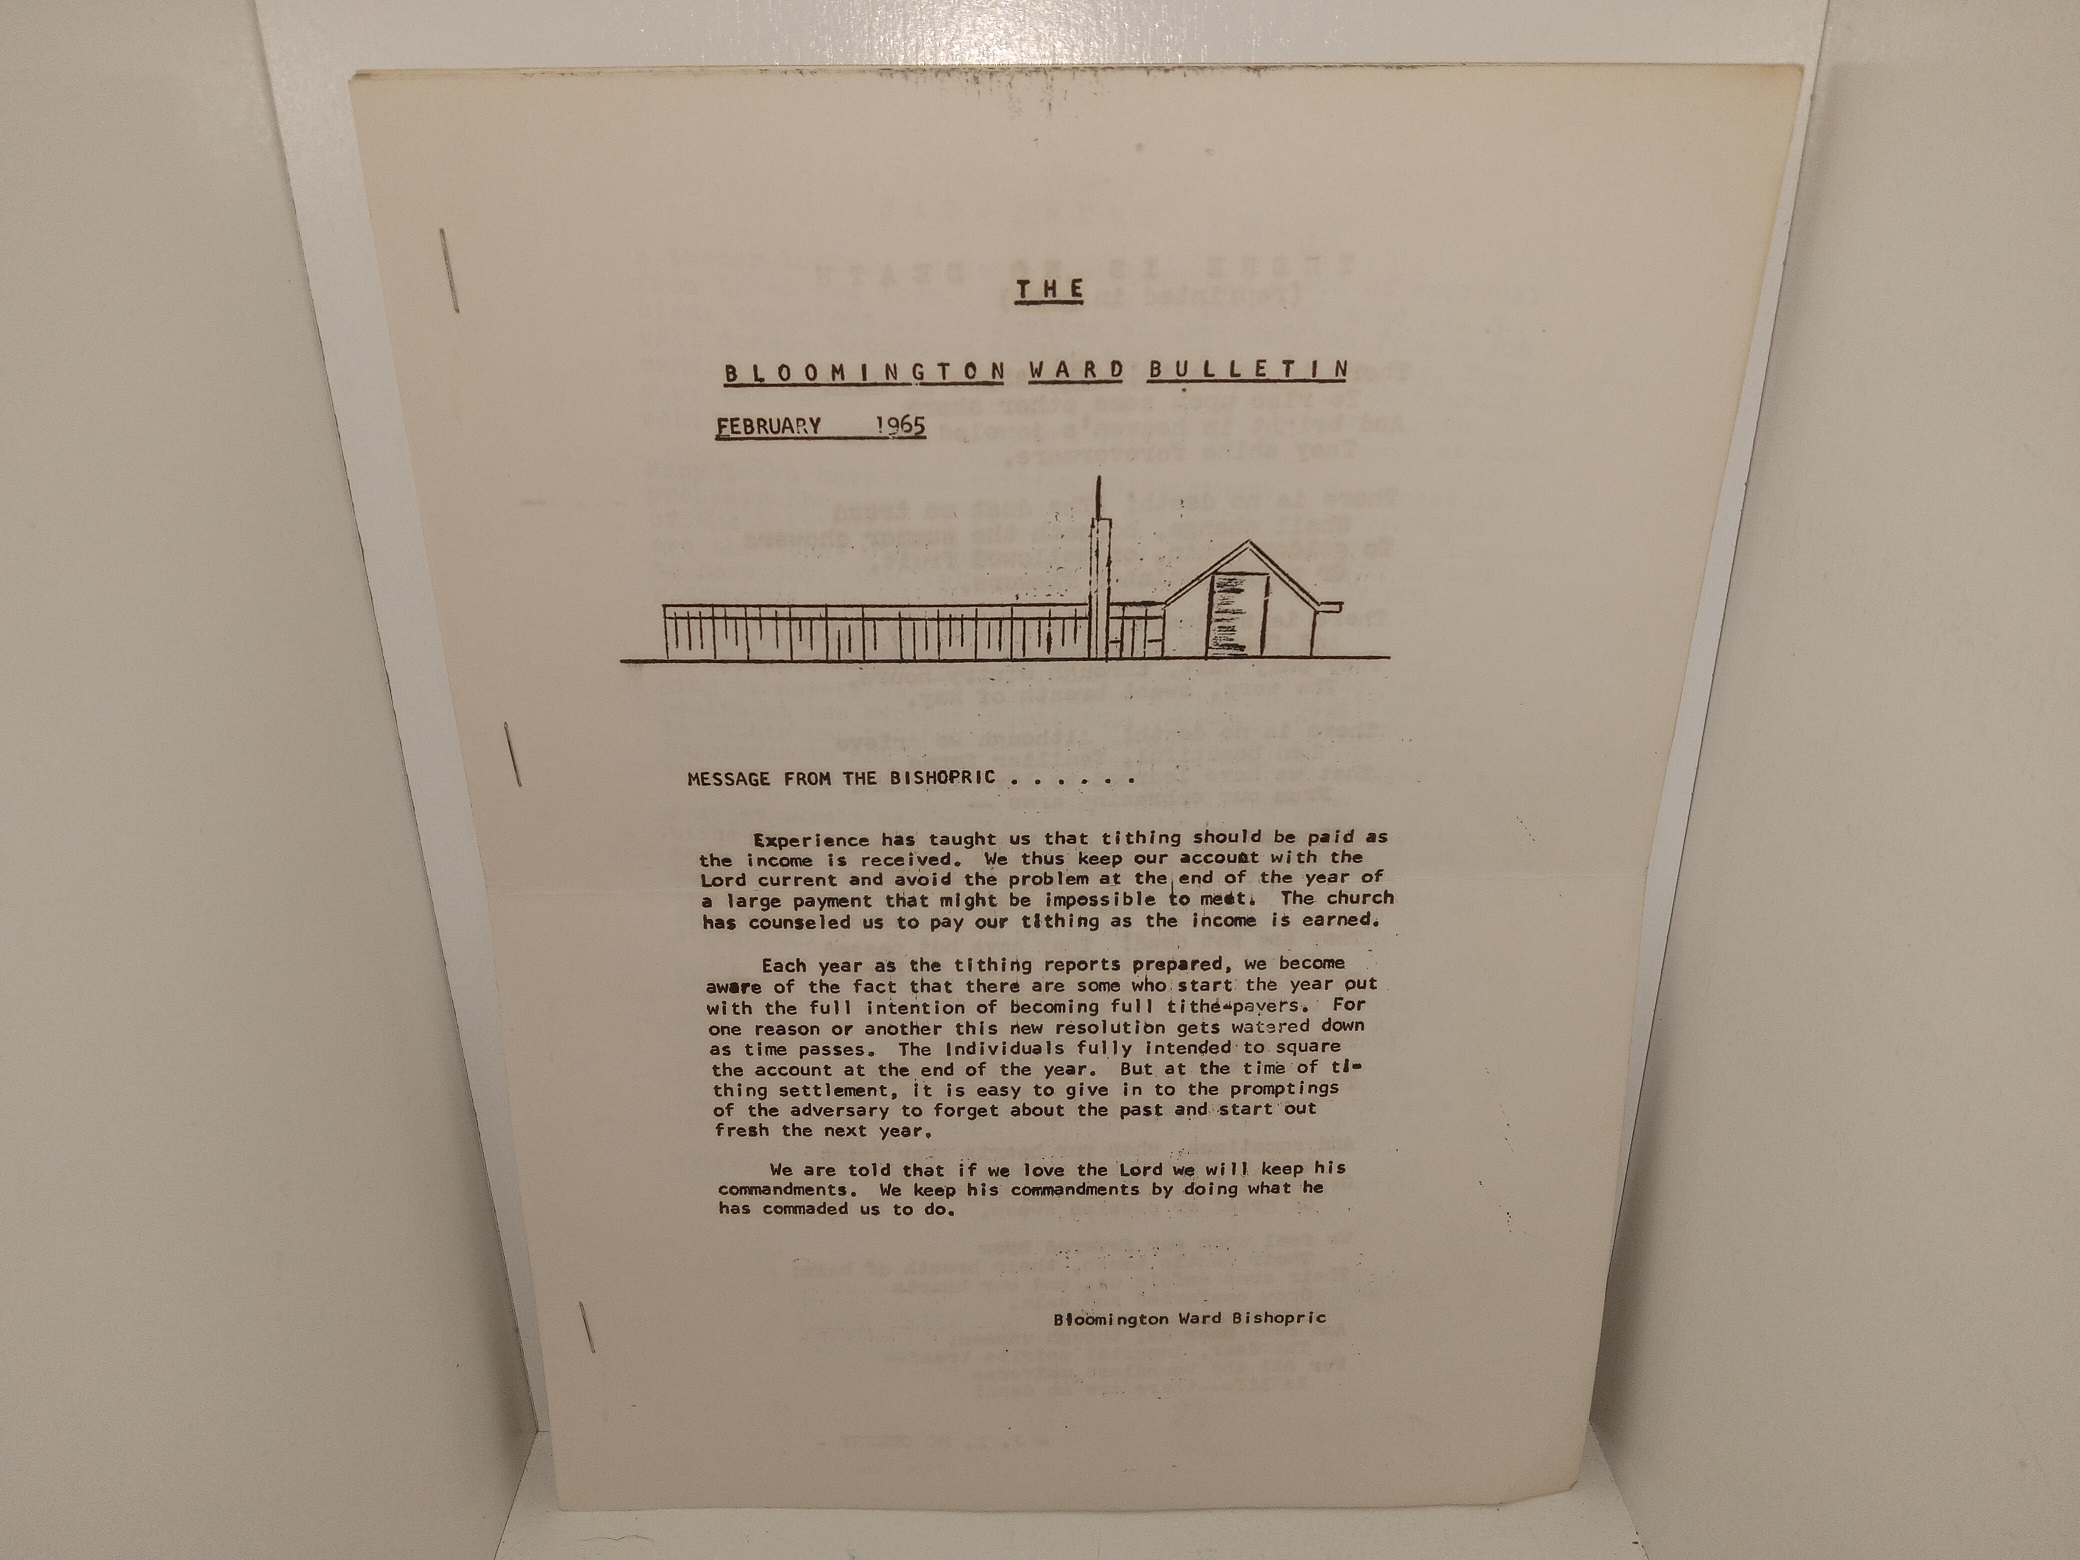 THE
BLOOMINGTON WARD BULLETIN
FEBRUARY 1965
MESSAGE FROM THE BISHOPRIC . . . . . .
Experience has taught us that tithing should be paid as
the income is received. We thus keep our account with the
Lord current and avoid the problem at the end of the year of
a large payment that might be impossible to meet. The church
has counseled us to pay our tithing as the income is earned.
Each year as the tithing reports prepared, we become
aware of the fact that there are some who start the year out
with the full intention of becoming full tithe-payers. For
one reason or another this new resolution gets watered down
as time passes. The Individuals fully intended to square
the account at the end of the year. But at the time of ti-
thing settlement, it is easy to give in to the promptings
of the adversary to forget about the past and start out
fresh the next year.
We are told that if we love the Lord we will keep his
commandments. We keep his commandments by doing what he
has commaded us to do.
Bloomington Ward Bishopric